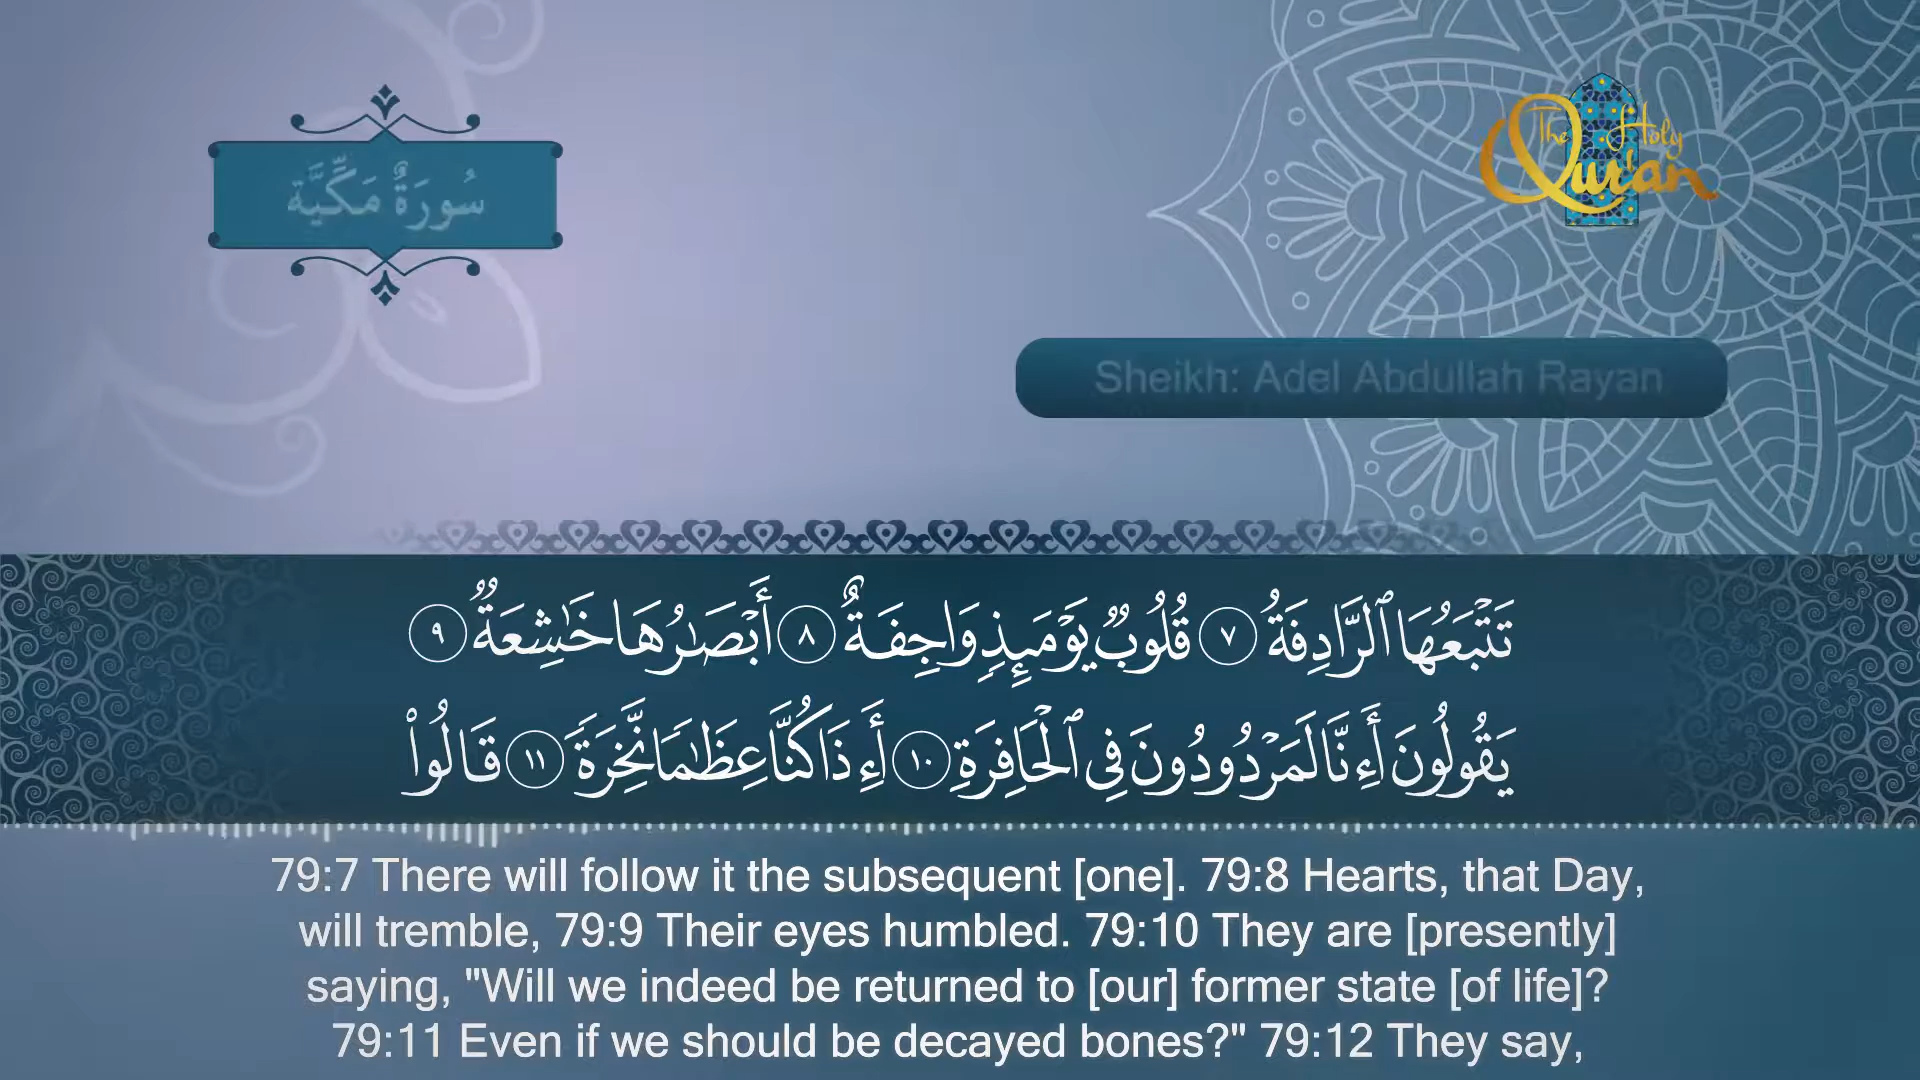 سُورَةٌ مَكِّيَّة
The Holy Qur'an
Sheikh: Adel Abdullah Rayan
تَتْبَعُهَا ٱلرَّادِفَةُ ٧ قُلُوبٌ يَوْمَئِذٍ وَاجِفَةٌ ٨ أَبْصَٰرُهَا خَٰشِعَةٌ ٩
يَقُولُونَ أَءِنَّا لَمَرْدُودُونَ فِى ٱلْحَافِرَةِ ١٠ أَءِذَا كُنَّا عِظَٰمًا نَّخِرَةً ١١ قَالُوا۟
79:7 There will follow it the subsequent [one]. 79:8 Hearts, that Day,
will tremble, 79:9 Their eyes humbled. 79:10 They are [presently]
saying, "Will we indeed be returned to [our] former state [of life]?
79:11 Even if we should be decayed bones?" 79:12 They say,